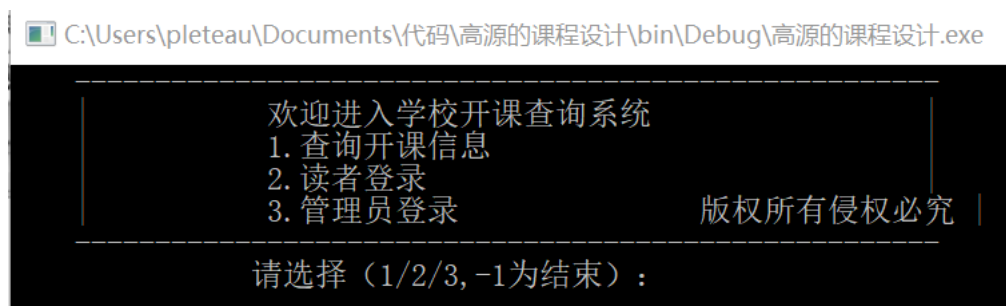 C:\Users\pleteau\Documents\代码\高源的课程设计\bin\Debug\高源的课程设计.exe
欢迎进入学校开课查询系统
1.查询开课信息
2.读者登录
3.管理员登录 版权所有侵权必究
请选择（1/2/3,-1为结束）：